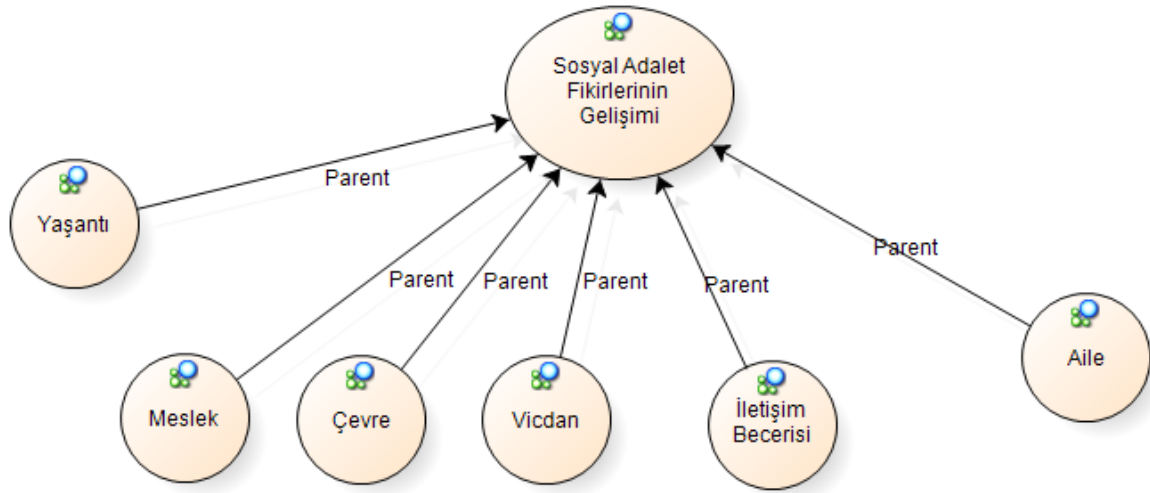 Sosyal Adalet
Fikirlerinin
Gelişimi
Parent
Yaşantı
Parent
Parent
Parent
Parent
Parent
Meslek
Çevre
Vicdan
İletişim
Becerisi
Aile